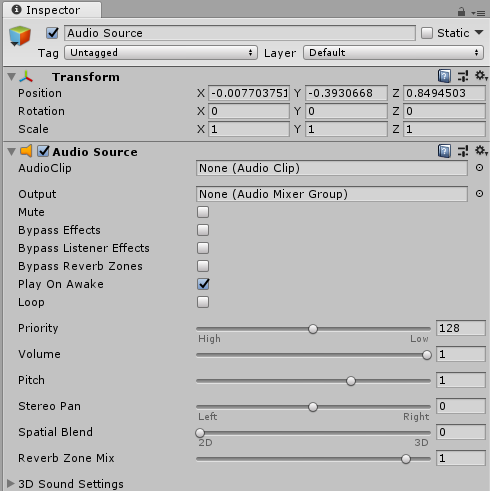 Inspector
Audio Source
Static
Tag Untagged Layer Default
Transform
Position X -0.007703751 Y -0.3930668 Z 0.8494503
Rotation X 0 Y 0 Z 0
Scale X 1 Y 1 Z 1
Audio Source
AudioClip None (Audio Clip)
Output None (Audio Mixer Group)
Mute
Bypass Effects
Bypass Listener Effects
Bypass Reverb Zones
Play On Awake
Loop
Priority 128
High Low
Volume 1
Pitch 1
Stereo Pan 0
Left Right
Spatial Blend 0
2D 3D
Reverb Zone Mix 1
3D Sound Settings